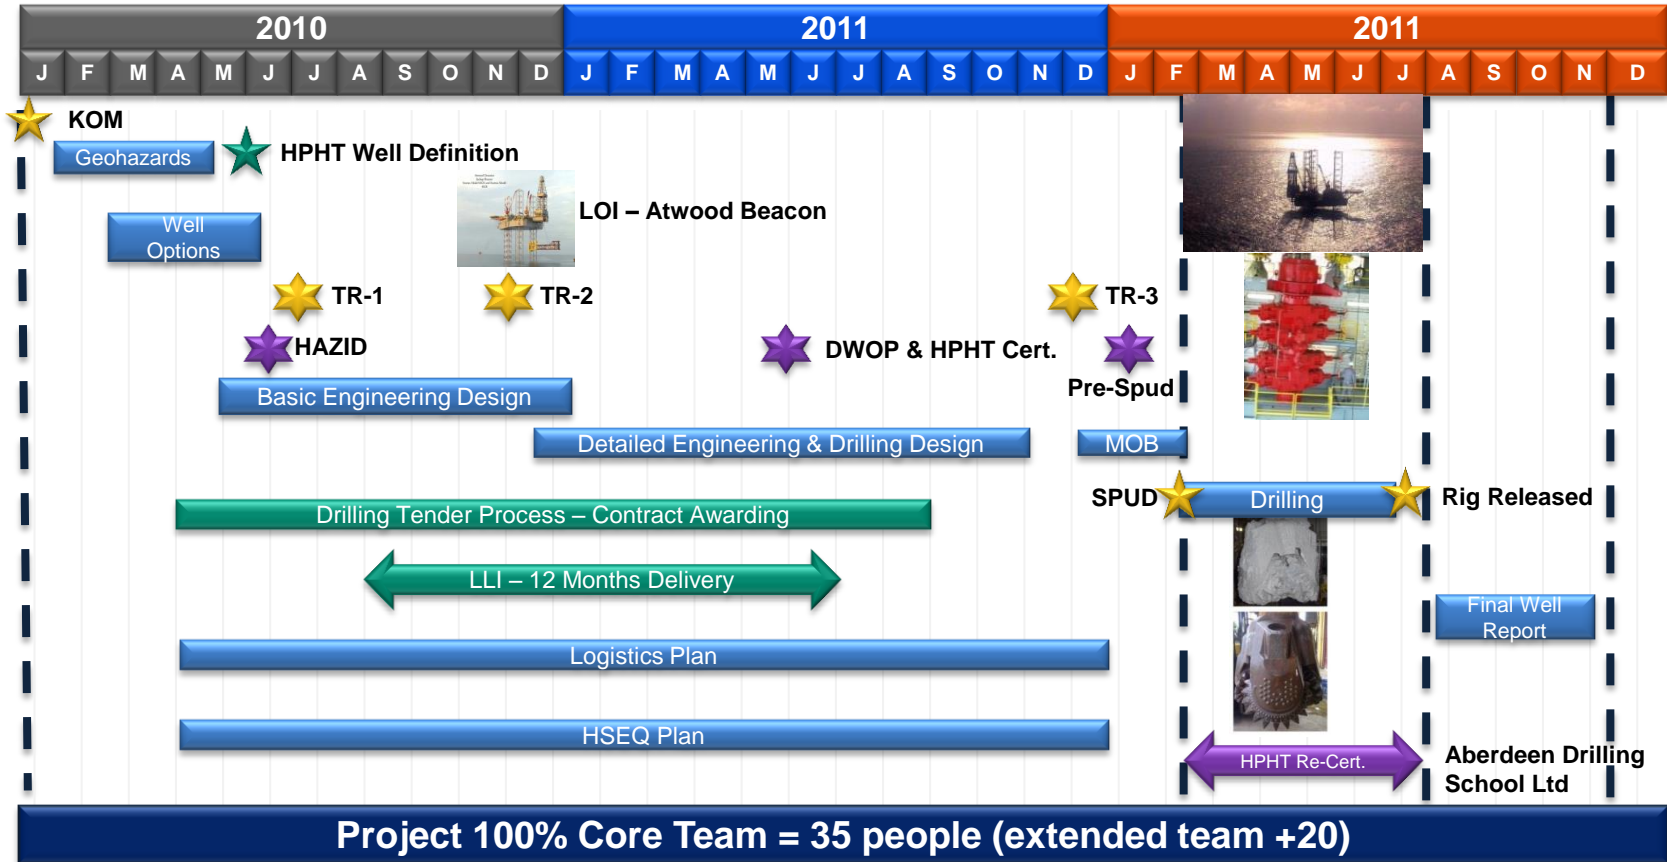 2010
2011
2011
J F M A M J J A S O N D J F M A M J J A S O N D J F M A M J J A S O N D
KOM
Geohazards
HPHT Well Definition
Well
Options
LOI – Atwood Beacon
TR-1
TR-2
TR-3
HAZID
DWOP & HPHT Cert.
Pre-Spud
Basic Engineering Design
Detailed Engineering & Drilling Design
MOB
SPUD
Drilling
Rig Released
Drilling Tender Process – Contract Awarding
LLI – 12 Months Delivery
Final Well
Report
Logistics Plan
HSEQ Plan
HPHT Re-Cert.
Aberdeen Drilling
School Ltd
Project 100% Core Team = 35 people (extended team +20)